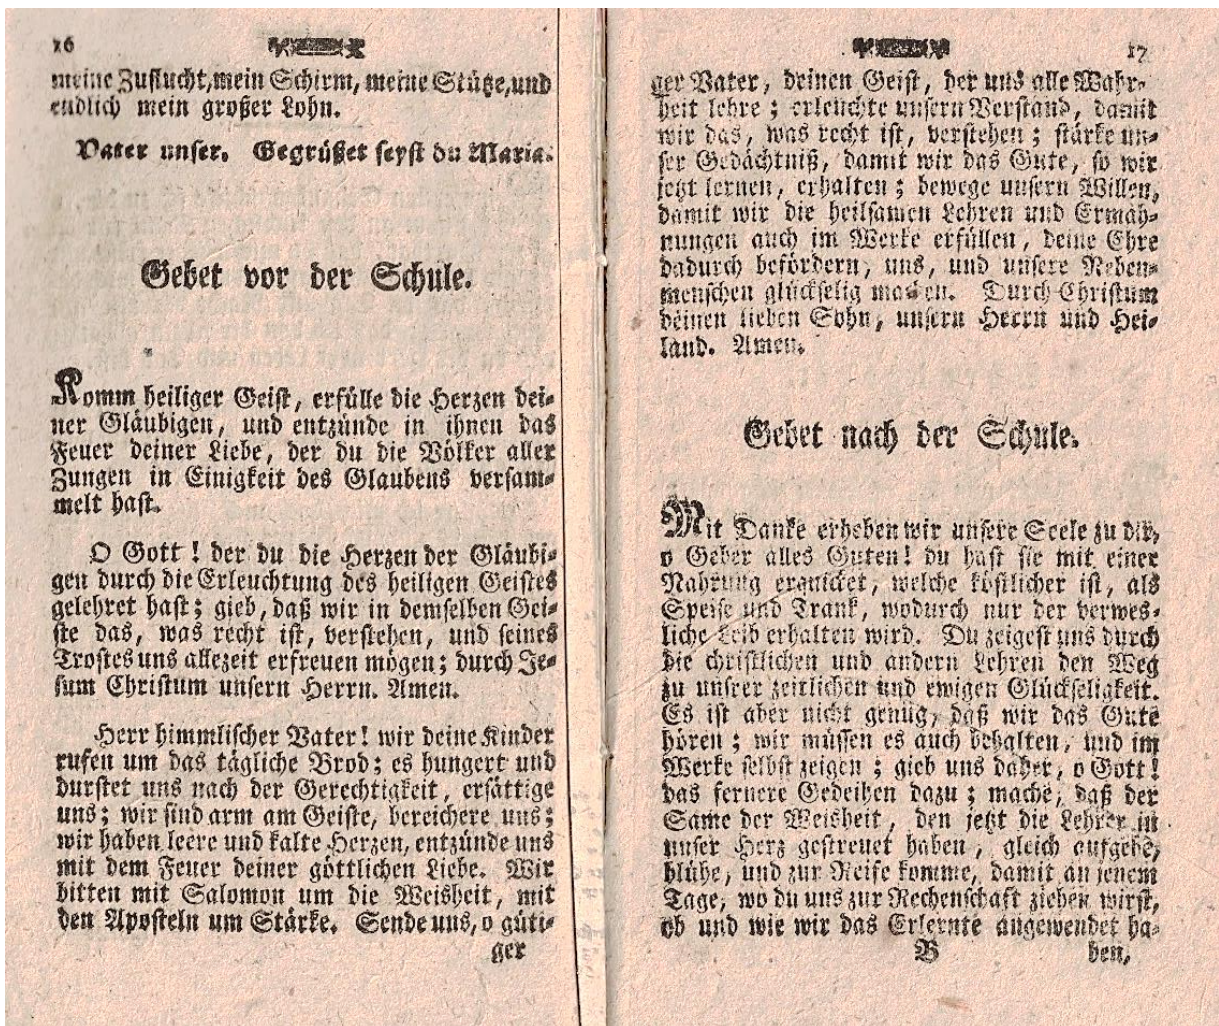 16
meine Zuflucht, mein Schirm, meine Stütze, und
endlich mein großer Lohn.
Vater unser. Gegrüßet seyst du Maria.
Gebet vor der Schule.
Komm heiliger Geist, erfülle die Herzen dei-
ner Gläubigen, und entzünde in ihnen das
Feuer deiner Liebe, der du die Völker aller
Zungen in Einigkeit des Glaubens versam-
melt hast.
O Gott! der du die Herzen der Gläubi-
gen durch die Erleuchtung des heiligen Geistes
gelehret hast; gieb, daß wir in demselben Gei-
ste das, was recht ist, verstehen, und seines
Trostes uns allezeit erfreuen mögen; durch Je-
sum Christum unsern Herrn. Amen.
Herr himmlischer Vater! wir deine Kinder
rufen um das tägliche Brod; es hungert und
durstet uns nach der Gerechtigkeit, ersättige
uns; wir sind arm am Geiste, bereichere uns;
wir haben leere und kalte Herzen, entzünde uns
mit dem Feuer deiner göttlichen Liebe. Wir
bitten mit Salomon um die Weisheit, mit
den Aposteln um Stärke. Sende uns, o güti-
ger
17
ger Vater, deinen Geist, der uns alle Wahr-
heit lehre; erleuchte unsern Verstand, damit
wir das, was recht ist, verstehen; stärke un-
ser Gedächtniß, damit wir das Gute, so wir
jetzt lernen, erhalten; bewege unsern Willen,
damit wir die heilsamen Lehren und Ermah-
nungen auch im Werke erfüllen, deine Ehre
dadurch befördern, uns, und unsere Neben-
menschen glückselig machen. Durch Christum
deinen lieben Sohn, unsern Herrn und Hei-
land. Amen.
Gebet nach der Schule.
Mit Danke erheben wir unsere Seele zu dir,
o Geber alles Guten! du hast sie mit einer
Nahrung erquicket, welche köstlicher ist, als
Speise und Trank, wodurch nur der verwes-
liche Leib erhalten wird. Du zeigest uns durch
die christlichen und andern Lehren den Weg
zu unsrer zeitlichen und ewigen Glückseligkeit.
Es ist aber nicht genug, daß wir das Gute
hören; wir müssen es auch behalten, und im
Werke selbst zeigen; gieb uns daher, o Gott!
das fernere Gedeihen dazu; mache, daß der
Same der Weisheit, den jetzt die Lehrer in
unser Herz gestreuet haben, gleich aufgehe,
blühe, und zur Reife komme, damit an jenem
Tage, wo du uns zur Rechenschaft ziehen wirst,
ob und wie wir das Erlernte angewendet ha-
B ben,